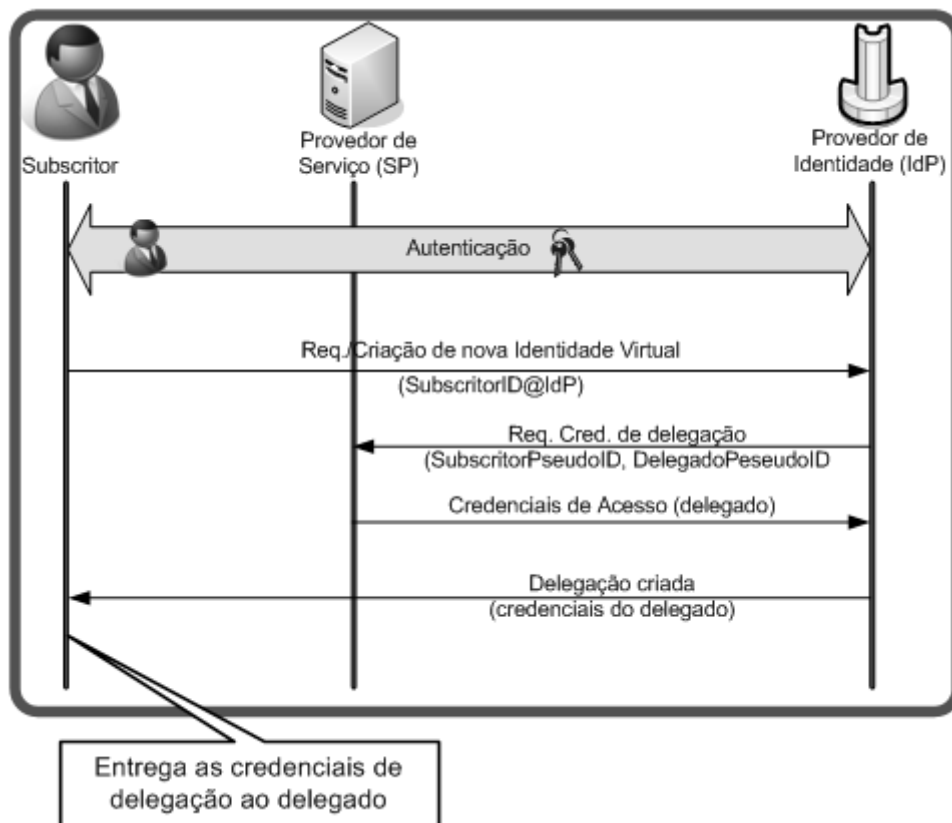 Subscritor
Provedor de
Serviço (SP)
Provedor de
Identidade (IdP)
Autenticação
Req./Criação de nova Identidade Virtual
(SubscritorID@IdP)
Req. Cred. de delegação
(SubscritorPseudoID, DelegadoPeseudoID
Credenciais de Acesso (delegado)
Delegação criada
(credenciais do delegado)
Entrega as credenciais de
delegação ao delegado